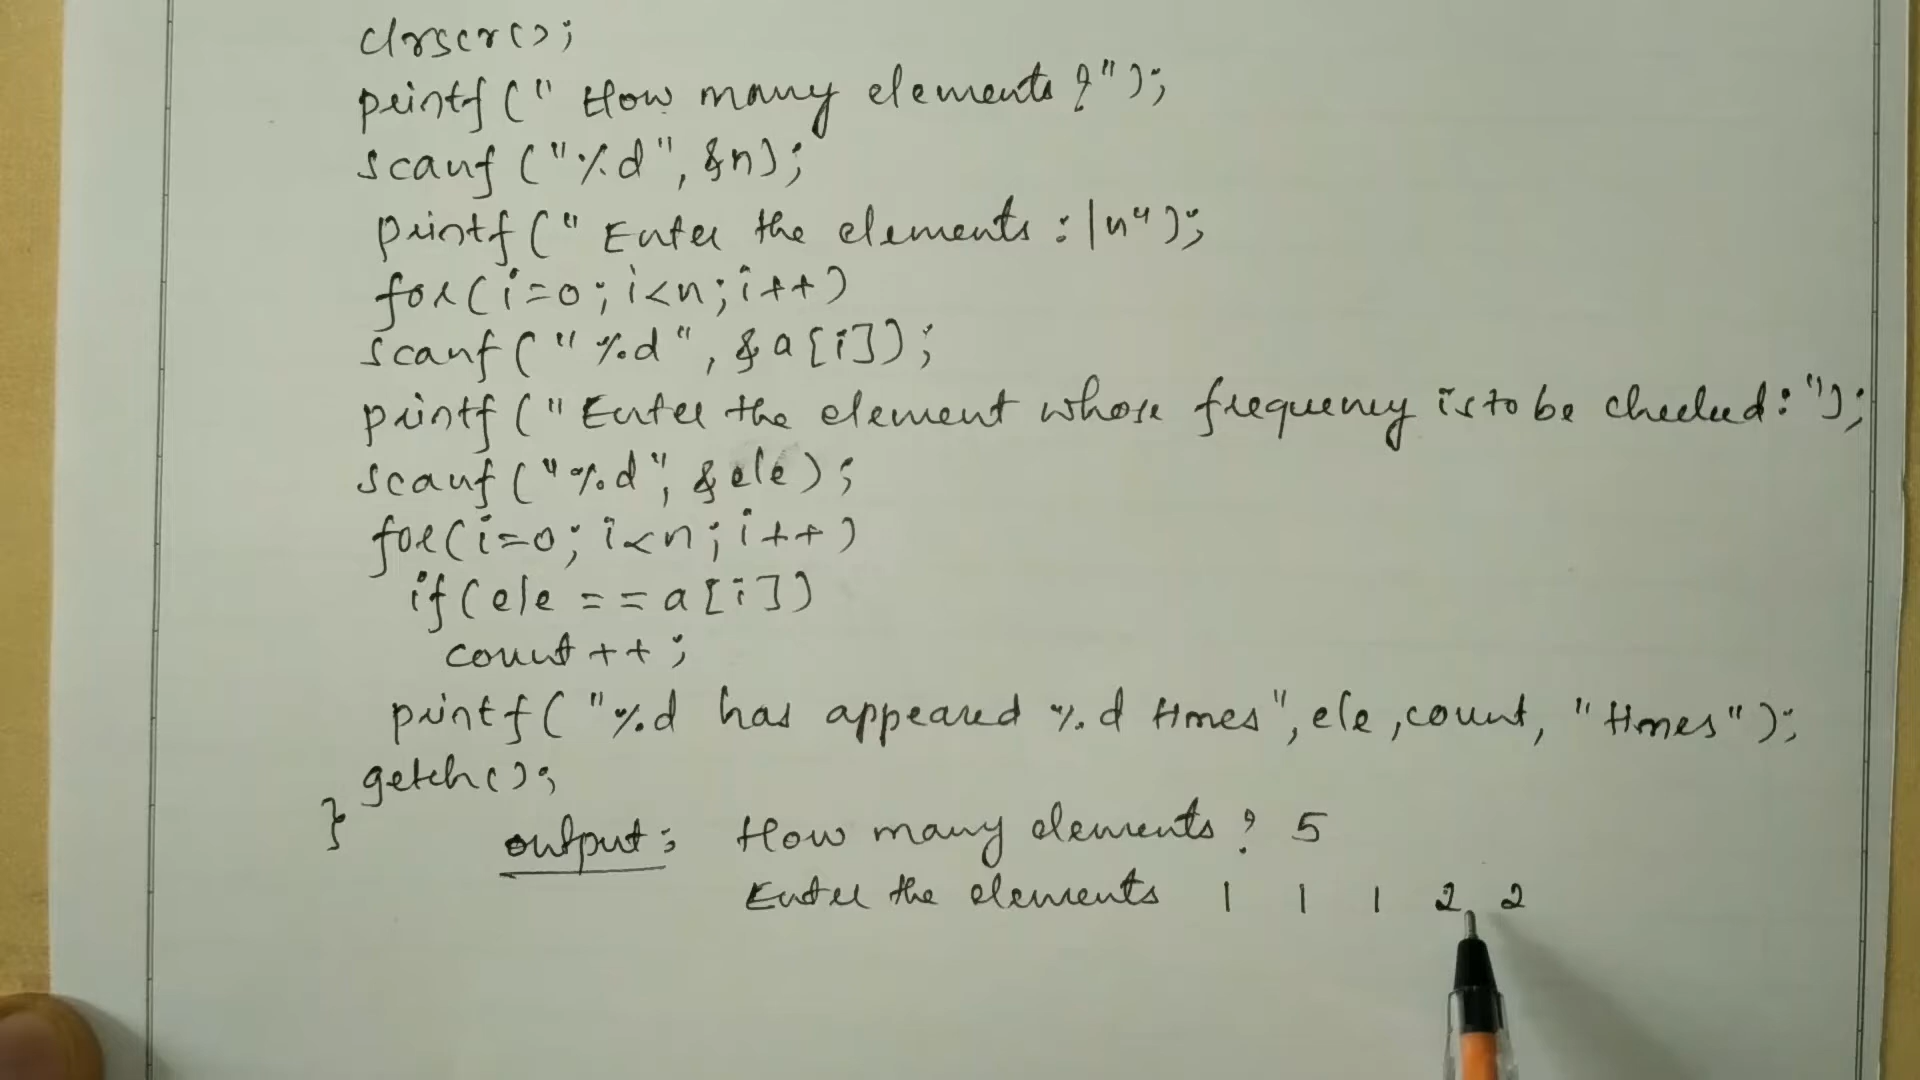 clrscr();
printf(" How many elements ?");
scanf("%d", &n);
printf(" Enter the elements :\n");
for(i=0; i<n; i++)
scanf("%d", &a[i]);
printf("Enter the element whose frequency is to be checked: ");
scanf("%d", &ele);
for(i=0; i<n; i++)
if(ele == a[i])
count++;
printf("%d has appeared %d times", ele, count, "times");
getch();
}
output: How many elements ? 5
Enter the elements 1 1 1 2 2